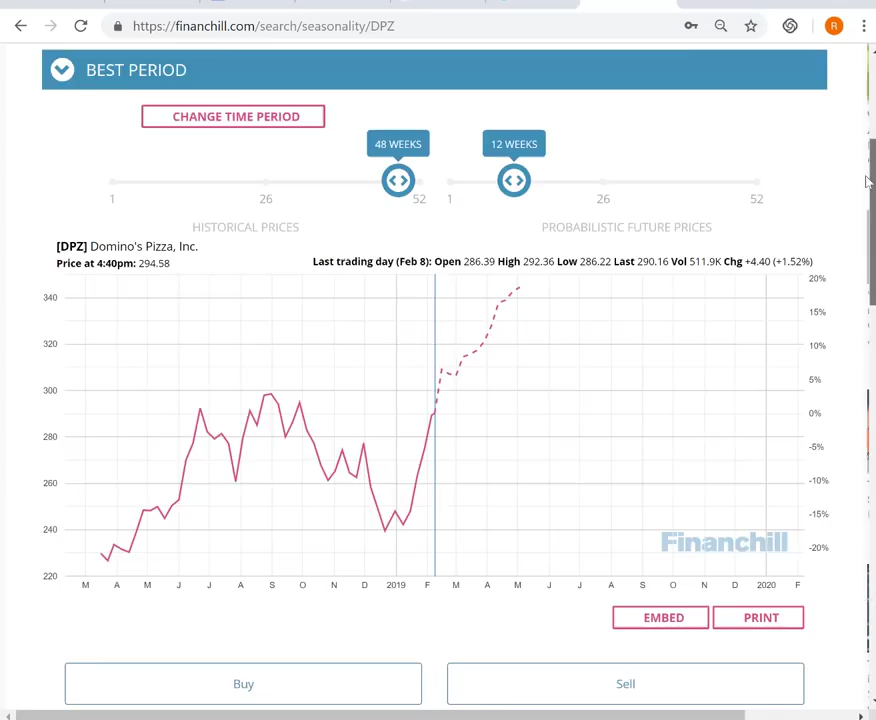 https://financhill.com/search/seasonality/DPZ
R
BEST PERIOD
CHANGE TIME PERIOD
48 WEEKS
12 WEEKS
1 26 52 1 26 52
HISTORICAL PRICES
PROBABILISTIC FUTURE PRICES
[DPZ] Domino's Pizza, Inc.
Price at 4:40pm: 294.58
Last trading day (Feb 8): Open 286.39 High 292.36 Low 286.22 Last 290.16 Vol 511.9K Chg +4.40 (+1.52%)
20%
340
15%
320
10%
300
5%
0%
280
-5%
260
-10%
240
-15%
Financhill
-20%
220
M A M J J A S O N D 2019 F M A M J J A S O N D 2020 F
EMBED
PRINT
Buy
Sell